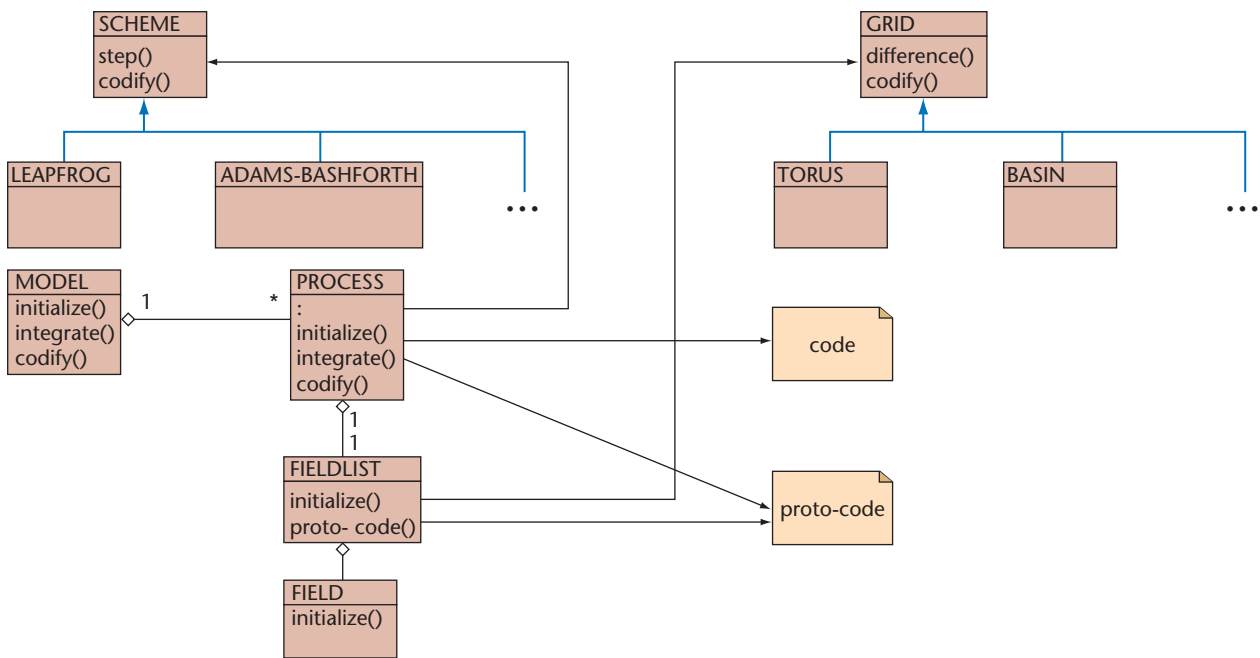 SCHEME
step()
codify()
GRID
difference()
codify()
LEAPFROG
ADAMS-BASHFORTH
...
TORUS
BASIN
...
MODEL
initialize()
integrate()
codify()
1
*
PROCESS
:
initialize()
integrate()
codify()
code
1
1
FIELDLIST
initialize()
proto- code()
proto-code
FIELD
initialize()